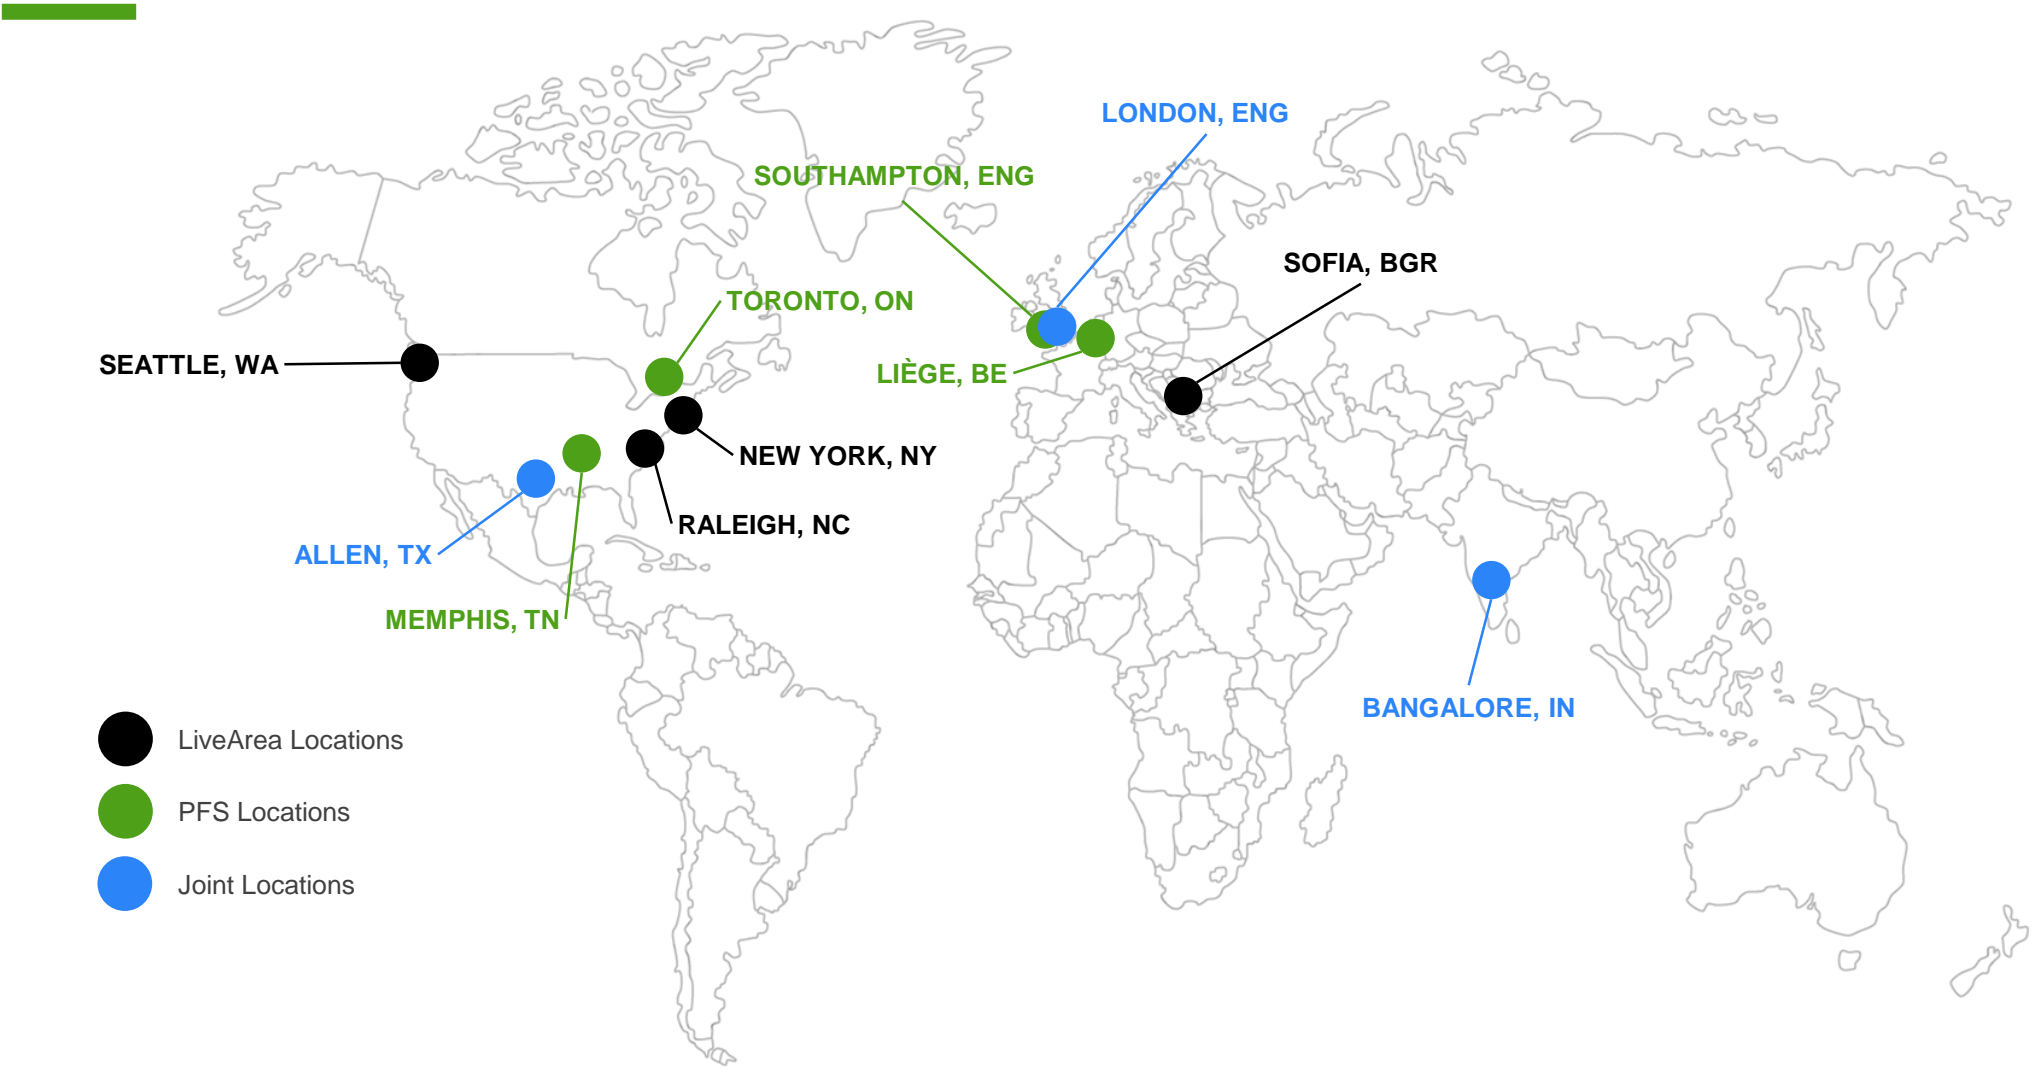 LONDON, ENG
SOUTHAMPTON, ENG
SOFIA, BGR
TORONTO, ON
SEATTLE, WA
LIÈGE, BE
NEW YORK, NY
RALEIGH, NC
ALLEN, TX
MEMPHIS, TN
BANGALORE, IN
LiveArea Locations
PFS Locations
Joint Locations